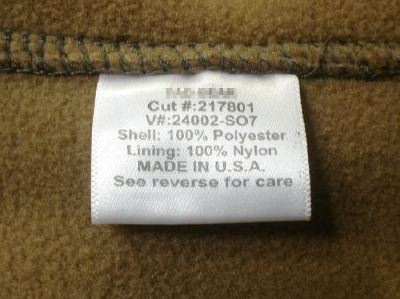 Cut #:217801
V#:24002-SO7
Shell: 100% Polyester
Lining: 100% Nylon
MADE IN U.S.A.
See reverse for care